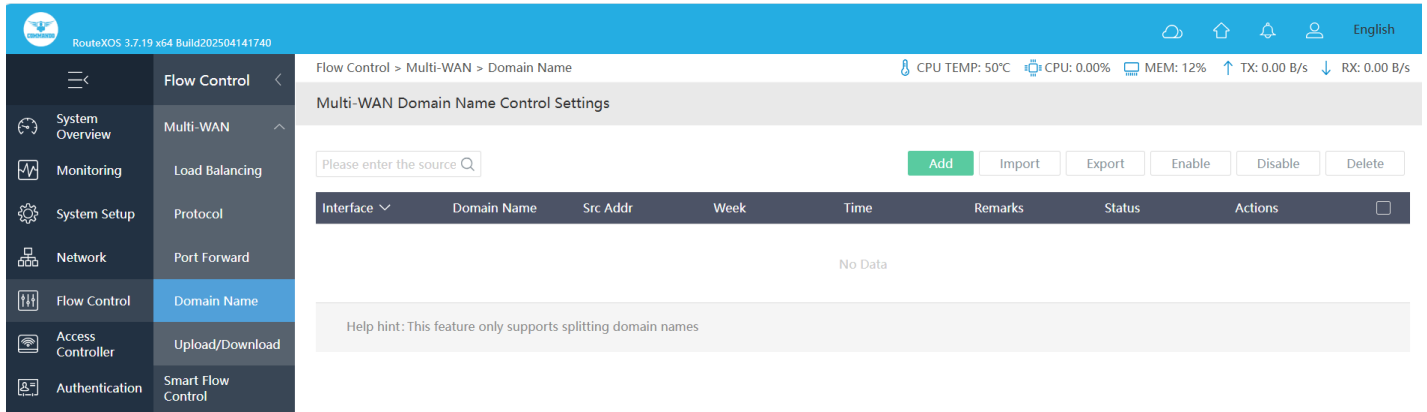 COMMANDO
RouteXOS 3.7.19 x64 Build202504141740
English
Flow Control
Flow Control > Multi-WAN > Domain Name
CPU TEMP: 50℃ CPU: 0.00% MEM: 12% TX: 0.00 B/s RX: 0.00 B/s
Multi-WAN Domain Name Control Settings
System
Overview
Monitoring
System Setup
Network
Flow Control
Access
Controller
Authentication
Multi-WAN
Load Balancing
Protocol
Port Forward
Domain Name
Upload/Download
Smart Flow
Control
Please enter the source
Add Import Export Enable Disable Delete
Interface Domain Name Src Addr Week Time Remarks Status Actions
No Data
Help hint: This feature only supports splitting domain names